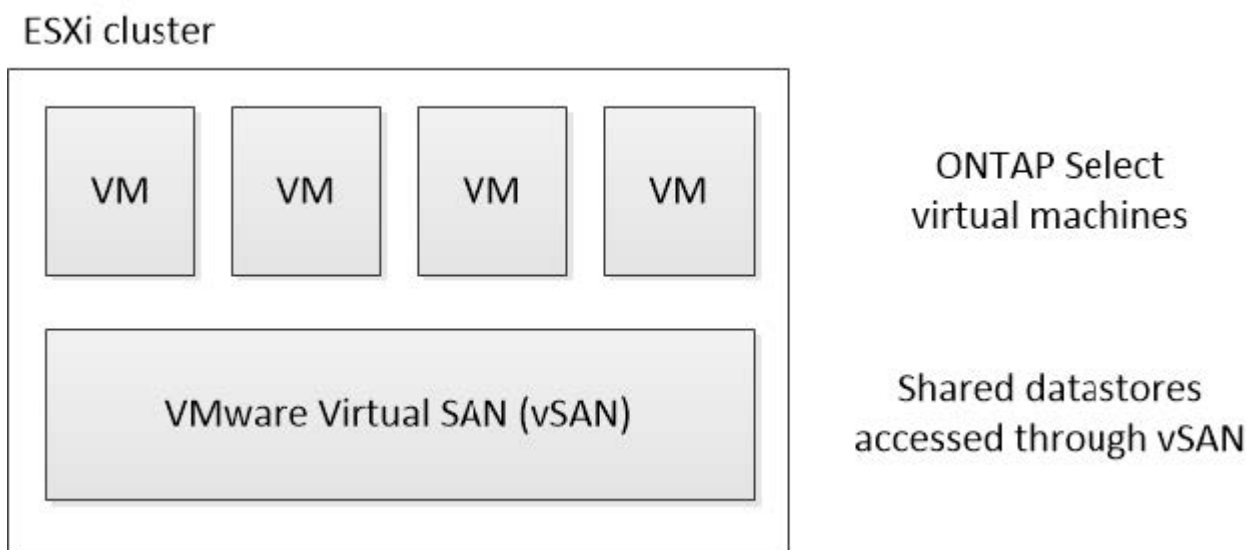 ESXi cluster
VM VM VM VM
ONTAP Select
virtual machines
VMware Virtual SAN (vSAN)
Shared datastores
accessed through vSAN